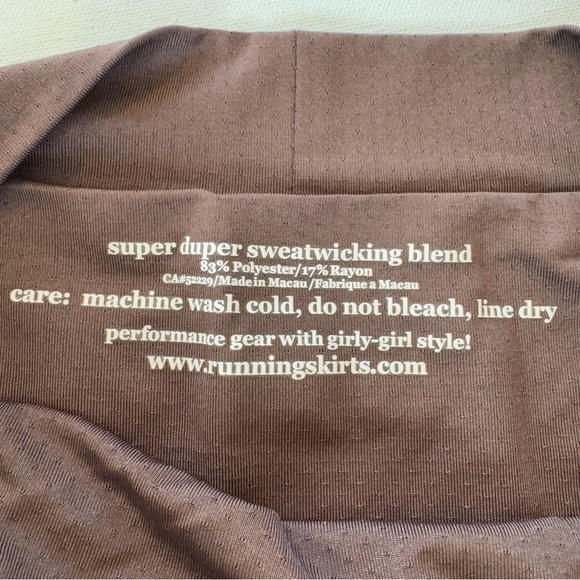 super duper sweatwicking blend
83% Polyester/17% Rayon
CA#52229/Made in Macau/Fabrique a Macau
care: machine wash cold, do not bleach, line dry
performance gear with girly-girl style!
www.runningskirts.com